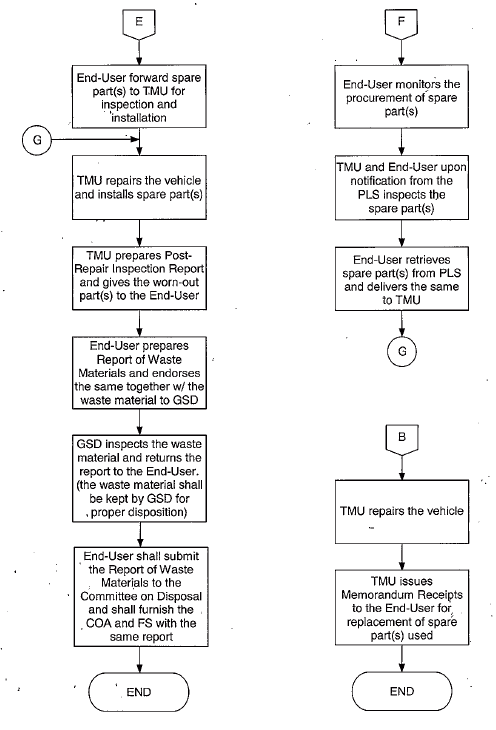 E
End-User forward spare
part(s) to TMU for
inspection and
installation
G
TMU repairs the vehicle
and installs spare part(s)
TMU prepares Post-
Repair Inspection Report
and gives the worn-out
part(s) to the End-User
End-User prepares
Report of Waste
Materials and endorses
the same together w/ the
waste material to GSD
GSD inspects the waste
material and returns the
report to the End-User.
(the waste material shall
be kept by GSD for
proper disposition)
End-User shall submit
the Report of Waste
Materials to the
Committee on Disposal
and shall furnish the
COA and FS with the
same report
END
F
End-User monitors the
procurement of spare
part(s)
TMU and End-User upon
notification from the
PLS inspects the
spare part(s)
End-User retrieves
spare part(s) from PLS
and delivers the same
to TMU
G
B
TMU repairs the vehicle
TMU issues
Memorandum Receipts
to the End-User for
replacement of spare
part(s) used
END